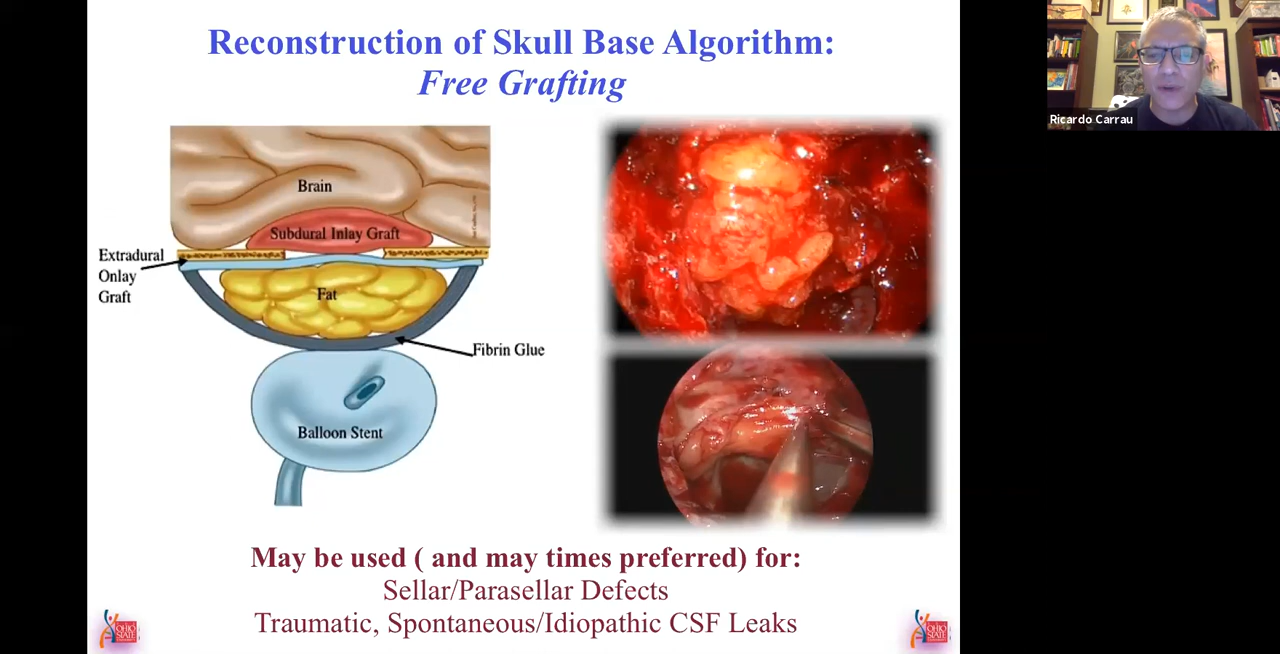 Reconstruction of Skull Base Algorithm:
Free Grafting
Ricardo Carrau
Brain
Subdural Inlay Graft
Extradural
Onlay
Graft
Fat
Fibrin Glue
Balloon Stent
May be used ( and may times preferred) for:
Sellar/Parasellar Defects
Traumatic, Spontaneous/Idiopathic CSF Leaks
OHIO
STATE
OHIO
STATE